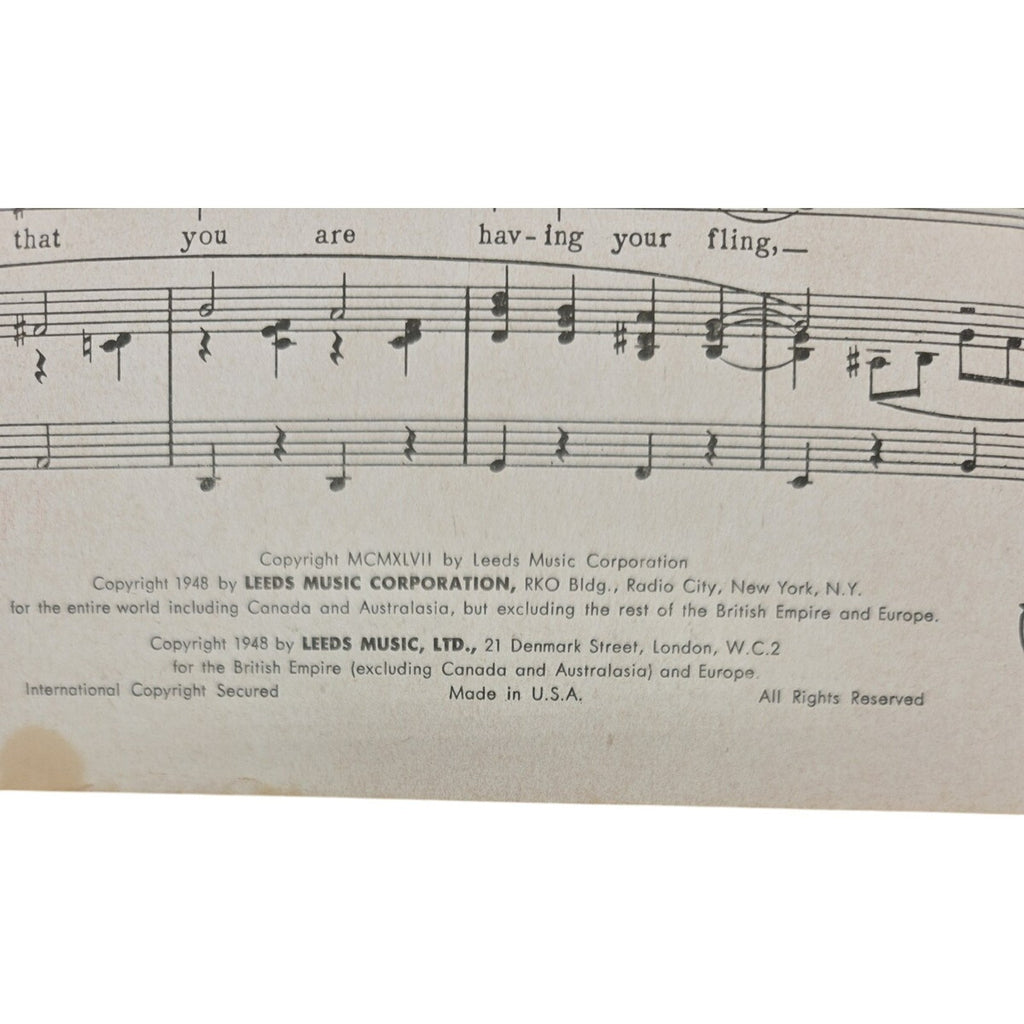 that you are hav- ing your fling,—
Copyright MCMXLVII by Leeds Music Corporation
Copyright 1948 by LEEDS MUSIC CORPORATION, RKO Bldg., Radio City, New York, N.Y.
for the entire world including Canada and Australasia, but excluding the rest of the British Empire and Europe.
Copyright 1948 by LEEDS MUSIC, LTD., 21 Denmark Street, London, W.C.2
for the British Empire (excluding Canada and Australasia) and Europe.
International Copyright Secured Made in U.S.A. All Rights Reserved